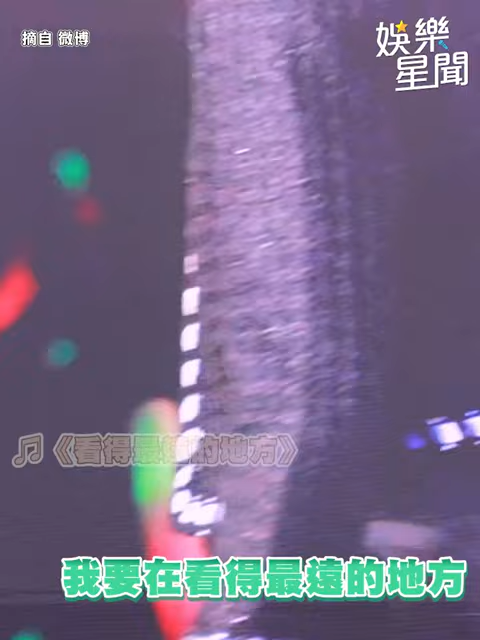 摘自 微博
娛樂
星聞
♫《看得最遠的地方》
我要在看得最遠的地方